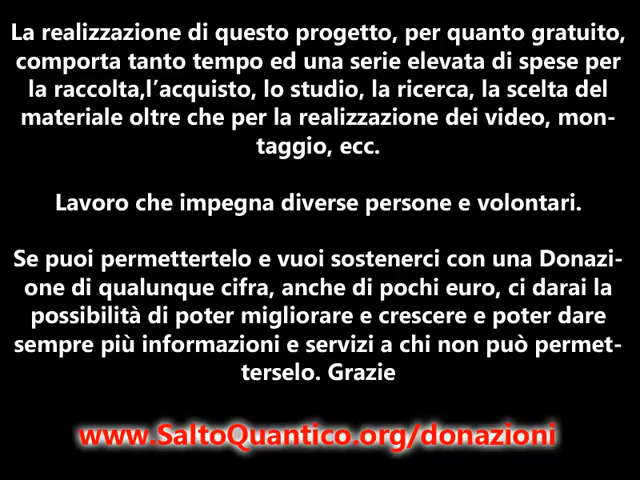 La realizzazione di questo progetto, per quanto gratuito,
comporta tanto tempo ed una serie elevata di spese per
la raccolta,l’acquisto, lo studio, la ricerca, la scelta del
materiale oltre che per la realizzazione dei video, mon-
taggio, ecc.
Lavoro che impegna diverse persone e volontari.
Se puoi permettertelo e vuoi sostenerci con una Donazi-
one di qualunque cifra, anche di pochi euro, ci darai la
possibilità di poter migliorare e crescere e poter dare
sempre più informazioni e servizi a chi non può permet-
terselo. Grazie
www.SaltoQuantico.org/donazioni